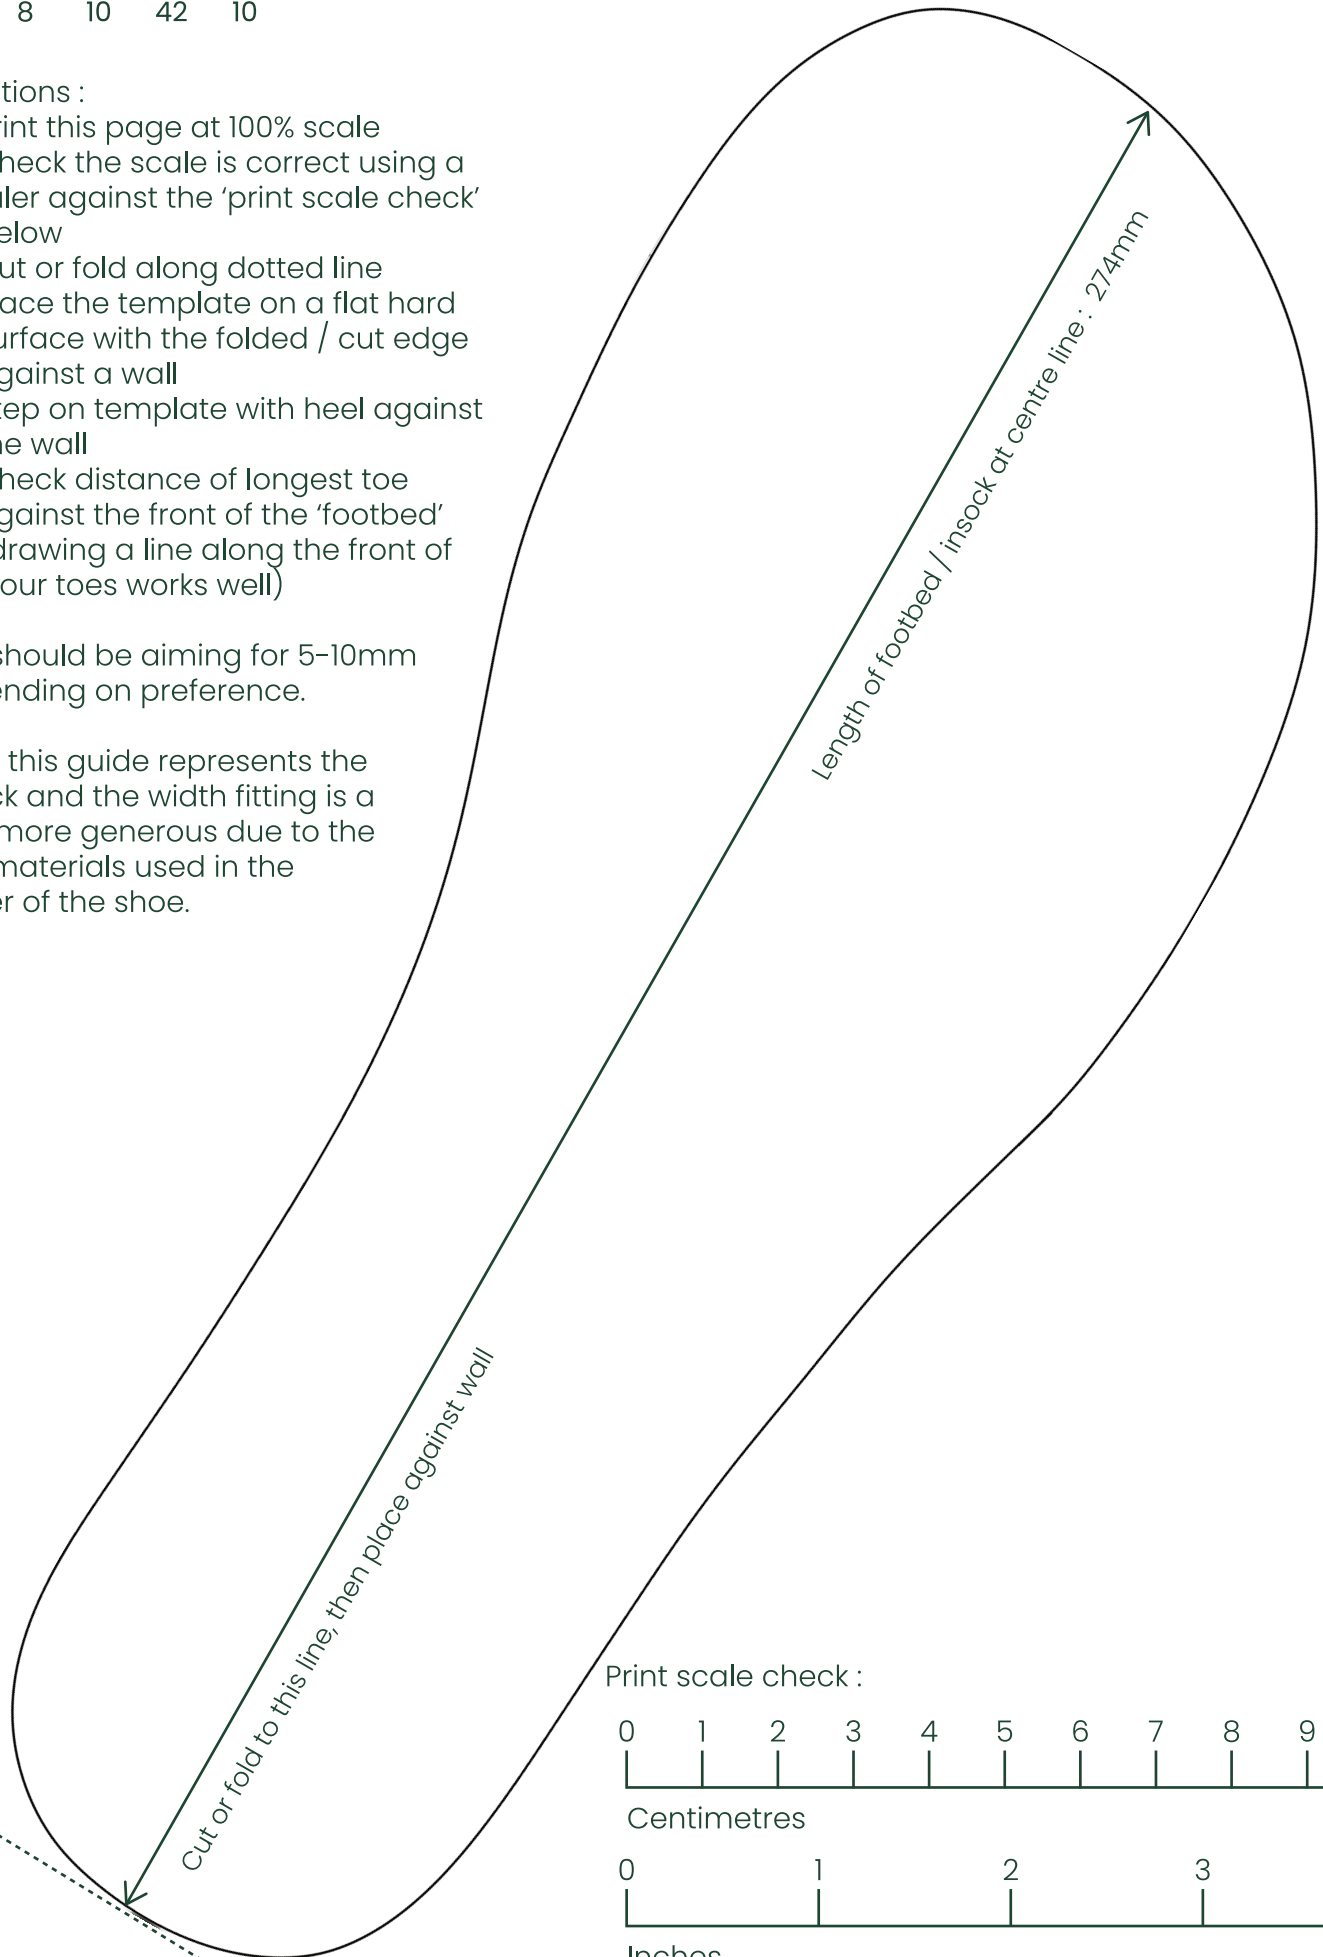 8 10 42 10
tions :
rint this page at 100% scale
heck the scale is correct using a
ler against the ‘print scale check’
elow
ut or fold along dotted line
ace the template on a flat hard
urface with the folded / cut edge
gainst a wall
tep on template with heel against
ne wall
heck distance of longest toe
gainst the front of the ‘footbed’
drawing a line along the front of
our toes works well)
should be aiming for 5-10mm
ending on preference.
this guide represents the
ck and the width fitting is a
more generous due to the
materials used in the
er of the shoe.
Length of footbed / insock at centre line : 274mm
Cut or fold to this line, then place against wall
Print scale check :
0 1 2 3 4 5 6 7 8 9
Centimetres
0 1 2 3
Inches